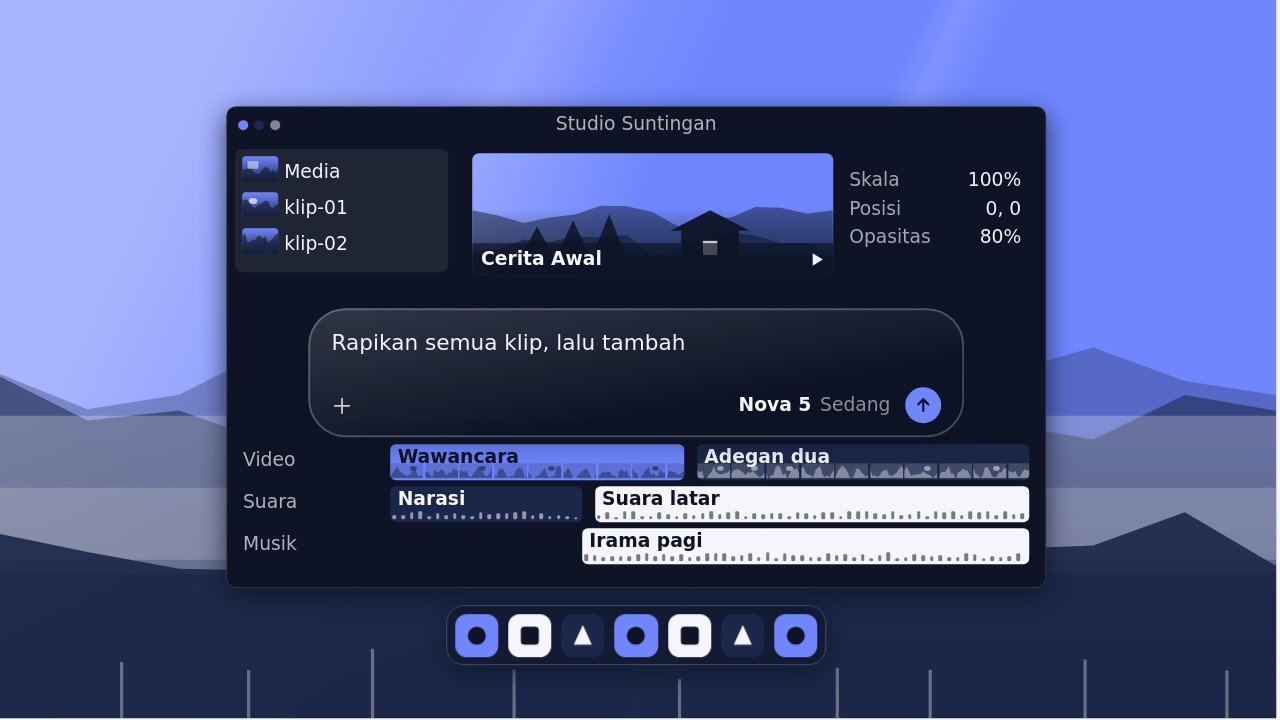 Studio Suntingan
Media
klip-01
klip-02
Cerita Awal
Skala 100%
Posisi 0, 0
Opasitas 80%
Rapikan semua klip, lalu tambah
Nova 5 Sedang
Video Wawancara Adegan dua
Suara Narasi Suara latar
Musik Irama pagi